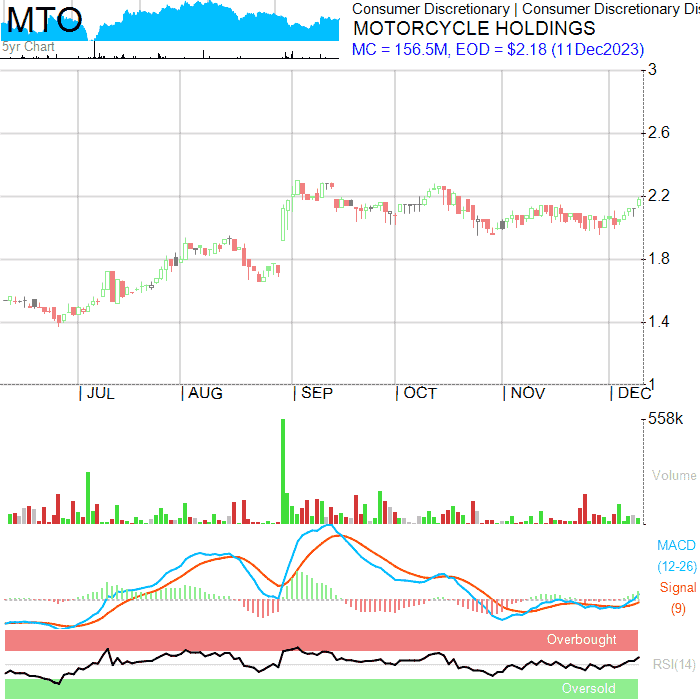 MTO
5yr Chart
Consumer Discretionary | Consumer Discretionary Dis
MOTORCYCLE HOLDINGS
MC = 156.5M, EOD = $2.18 (11Dec2023)
3
2.6
2.2
1.8
1.4
1
| JUL | AUG | SEP | OCT | NOV | DEC
558k
Volume
MACD
(12-26)
Signal
(9)
Overbought
RSI(14)
Oversold